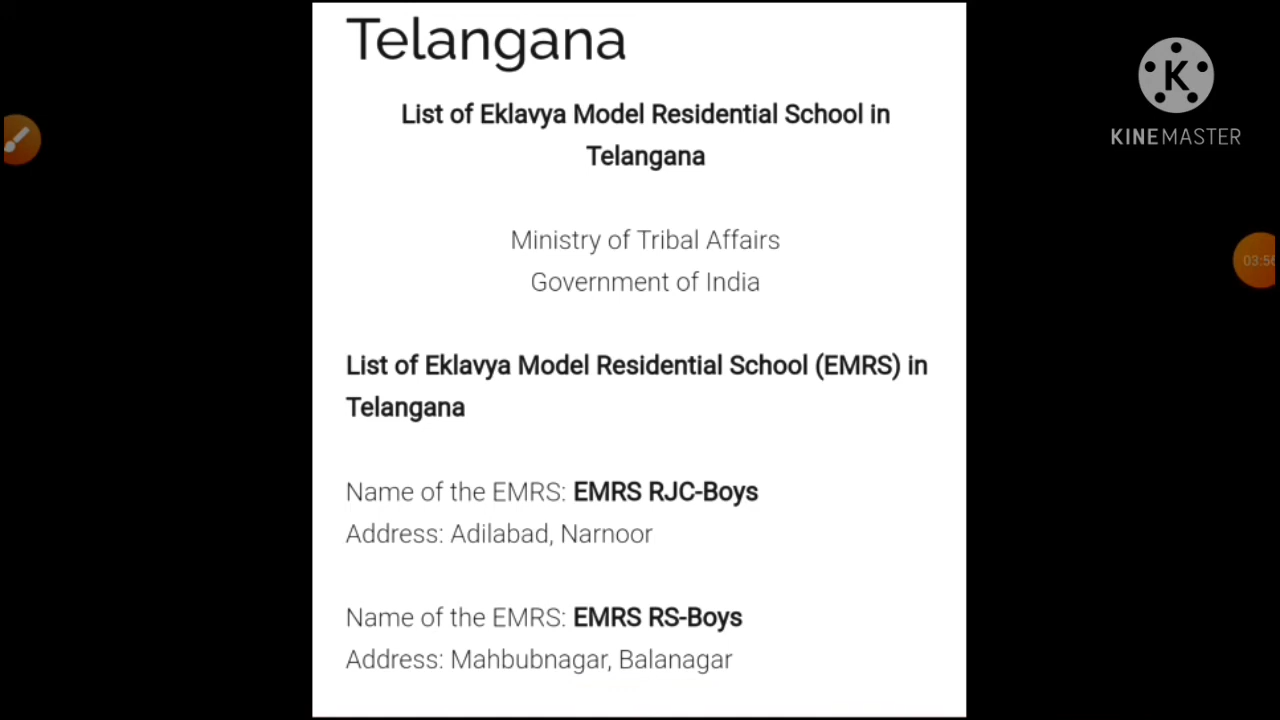 Telangana
List of Eklavya Model Residential School in
Telangana
Ministry of Tribal Affairs
Government of India
List of Eklavya Model Residential School (EMRS) in
Telangana
Name of the EMRS: EMRS RJC-Boys
Address: Adilabad, Narnoor
Name of the EMRS: EMRS RS-Boys
Address: Mahbubnagar, Balanagar
K
KINEMASTER
03:56